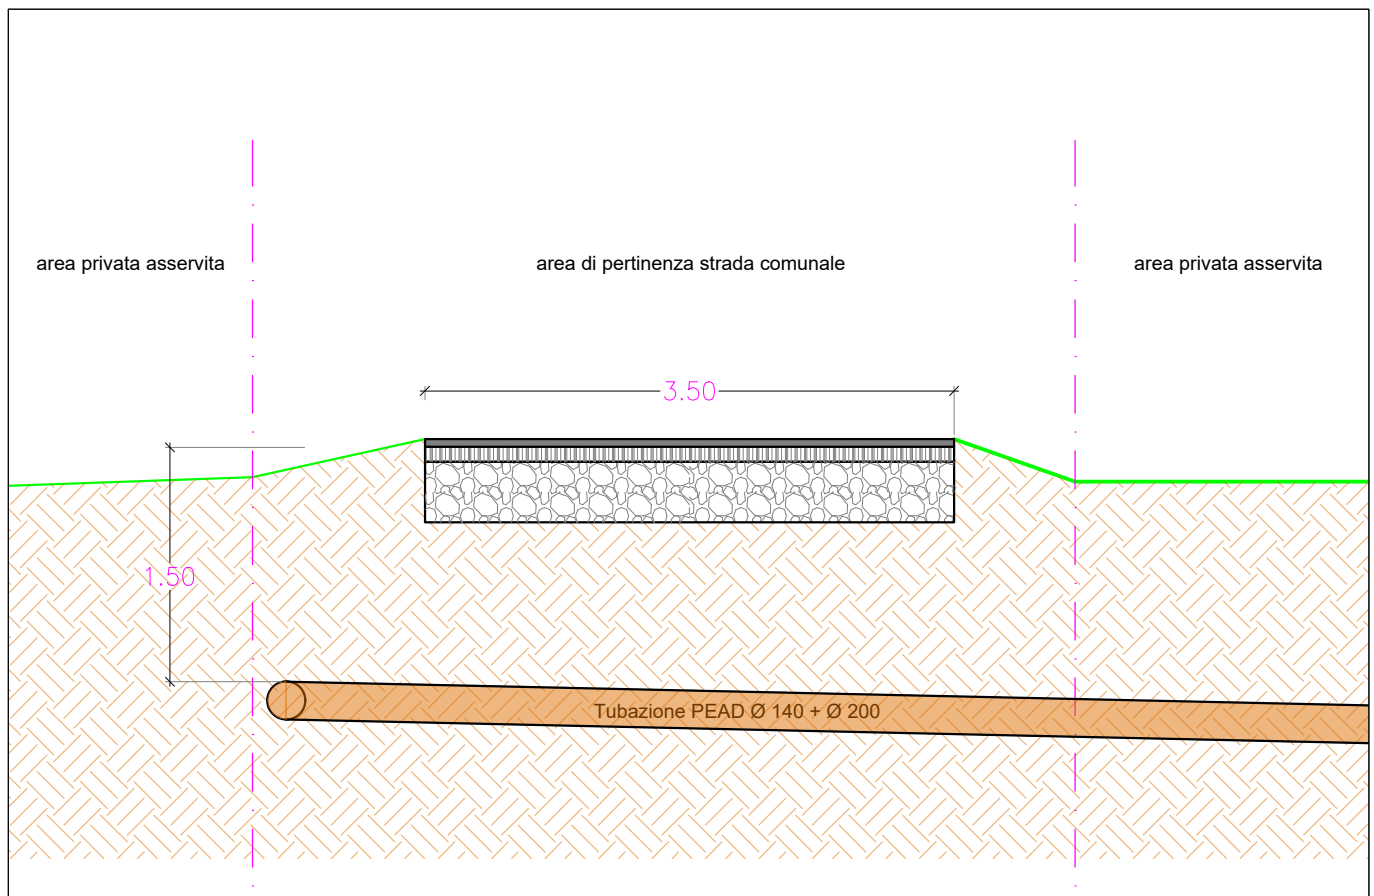 area privata asservita
area di pertinenza strada comunale
area privata asservita
3.50
1.50
Tubazione PEAD Ø 140 + Ø 200